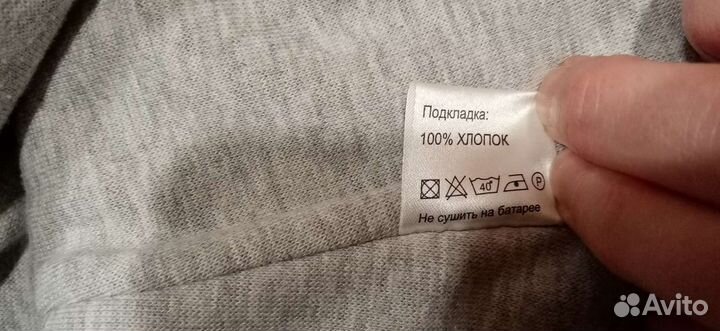 Подкладка:
100% ХЛОПОК
40°
P
Не сушить на батарее
Avito